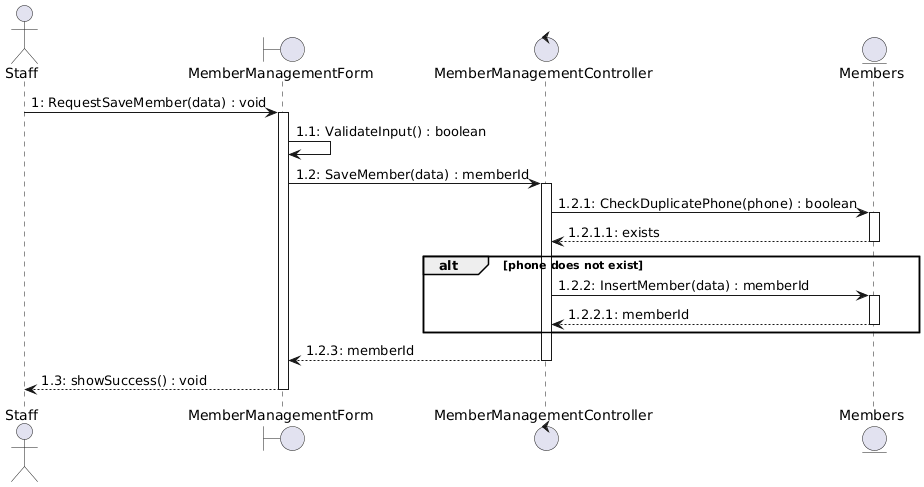 Staff
MemberManagementForm
MemberManagementController
Members
1: RequestSaveMember(data) : void
1.1: ValidateInput() : boolean
1.2: SaveMember(data) : memberId
1.2.1: CheckDuplicatePhone(phone) : boolean
1.2.1.1: exists
alt
[phone does not exist]
1.2.2: InsertMember(data) : memberId
1.2.2.1: memberId
1.2.3: memberId
1.3: showSuccess() : void
Staff
MemberManagementForm
MemberManagementController
Members